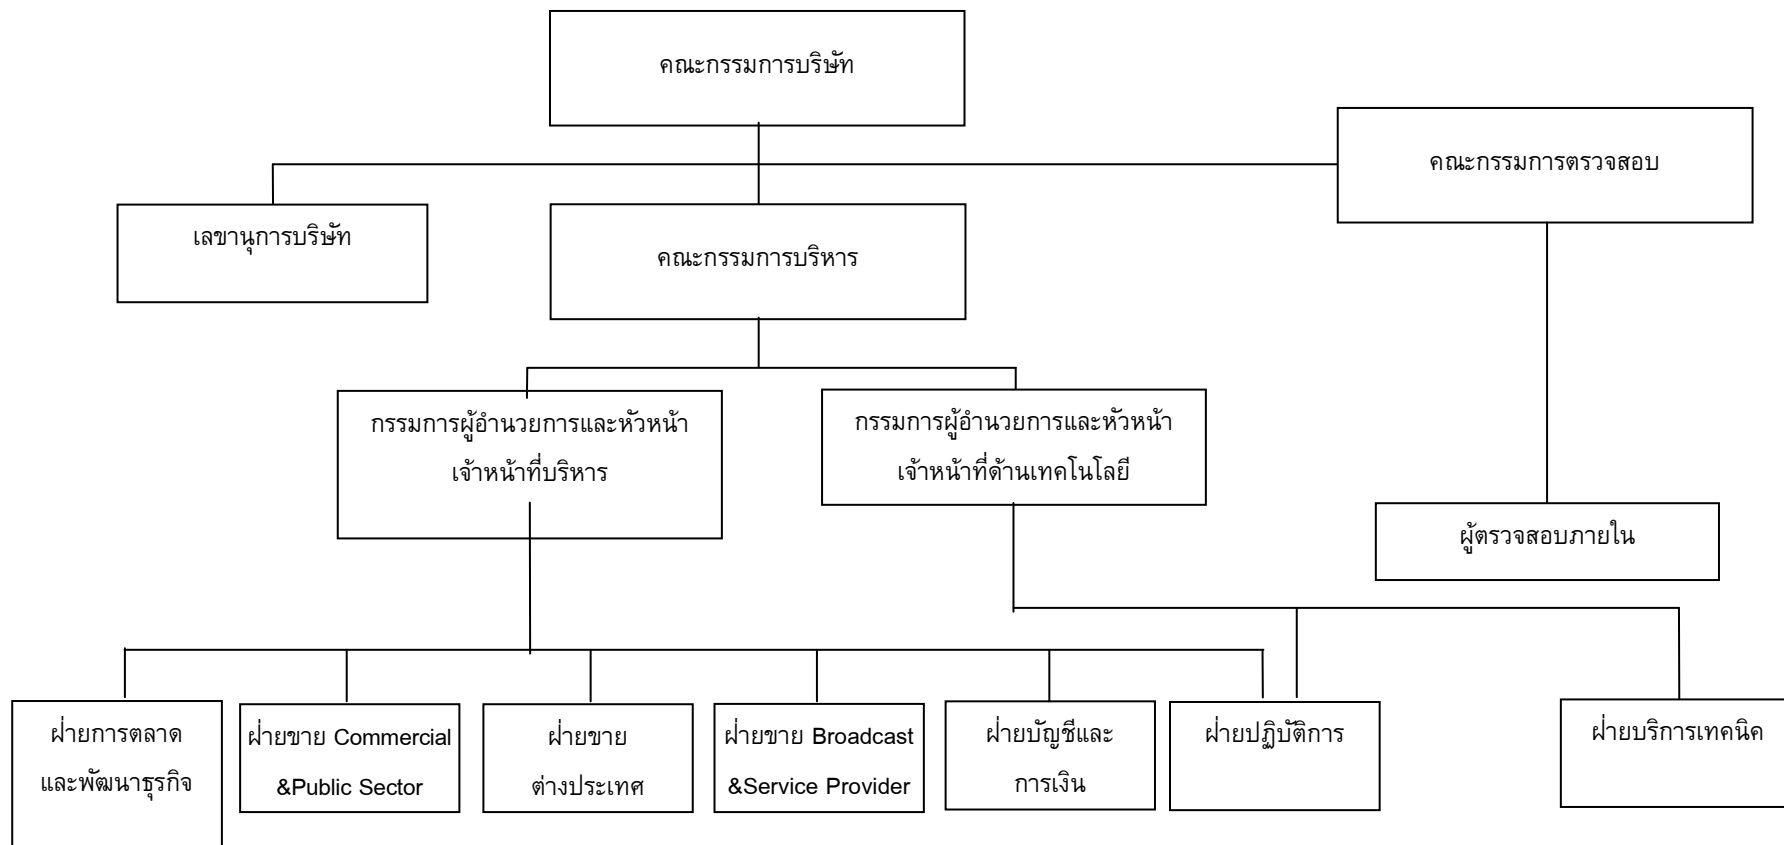 คณะกรรมการบริษัท
คณะกรรมการตรวจสอบ
เลขานุการบริษัท
คณะกรรมการบริหาร
กรรมการผู้อำนวยการและหัวหน้า
เจ้าหน้าที่บริหาร
กรรมการผู้อำนวยการและหัวหน้า
เจ้าหน้าที่ด้านเทคโนโลยี
ผู้ตรวจสอบภายใน
ฝ่ายการตลาด
และพัฒนาธุรกิจ
ฝ่ายขาย Commercial
&Public Sector
ฝ่ายขาย
ต่างประเทศ
ฝ่ายขาย Broadcast
&Service Provider
ฝ่ายบัญชีและ
การเงิน
ฝ่ายปฏิบัติการ
ฝ่ายบริการเทคนิค